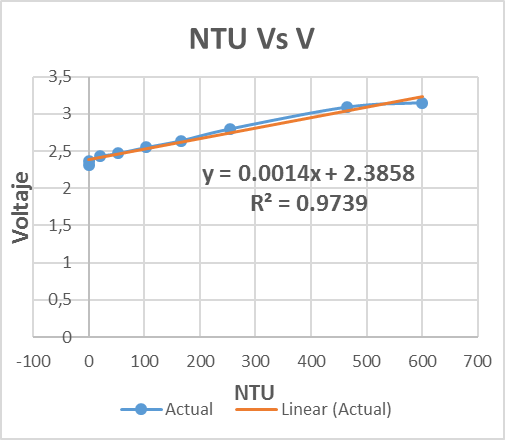 NTU Vs V
3,5
3
2,5
2
1,5
1
0,5
0
Voltaje
y = 0.0014x + 2.3858
R² = 0.9739
-100 0 100 200 300 400 500 600 700
NTU
Actual Linear (Actual)